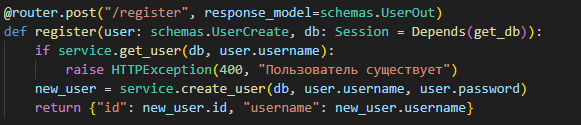 @router.post("/register", response_model=schemas.UserOut)
def register(user: schemas.UserCreate, db: Session = Depends(get_db)):
    if service.get_user(db, user.username):
        raise HTTPException(400, "Пользователь существует")
    new_user = service.create_user(db, user.username, user.password)
    return {"id": new_user.id, "username": new_user.username}